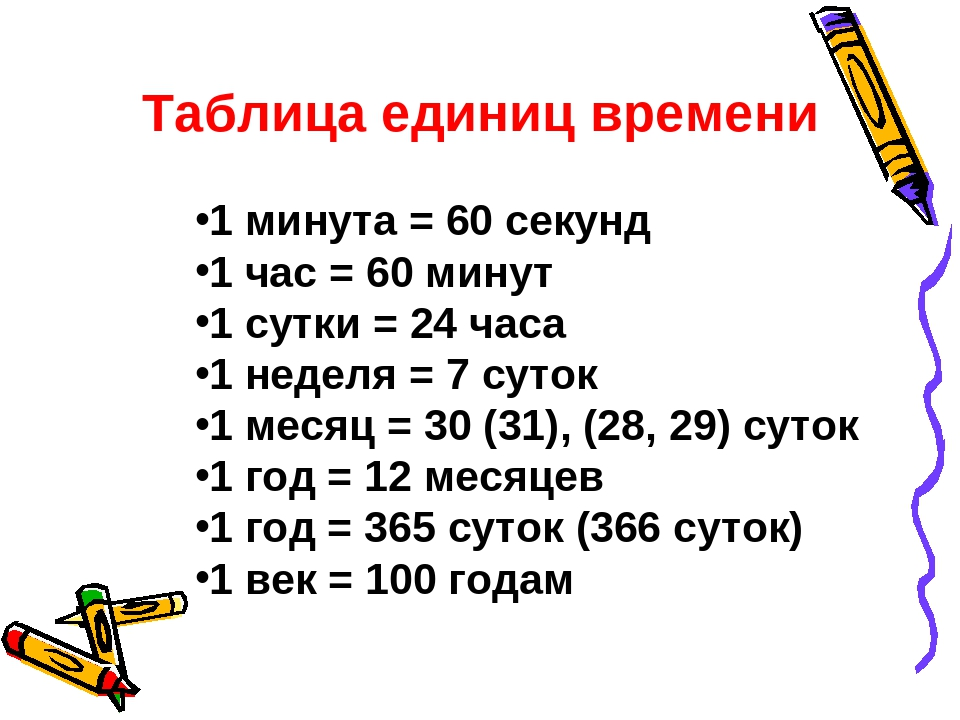 Таблица единиц времени
•1 минута = 60 секунд
•1 час = 60 минут
•1 сутки = 24 часа
•1 неделя = 7 суток
•1 месяц = 30 (31), (28, 29) суток
•1 год = 12 месяцев
•1 год = 365 суток (366 суток)
•1 век = 100 годам